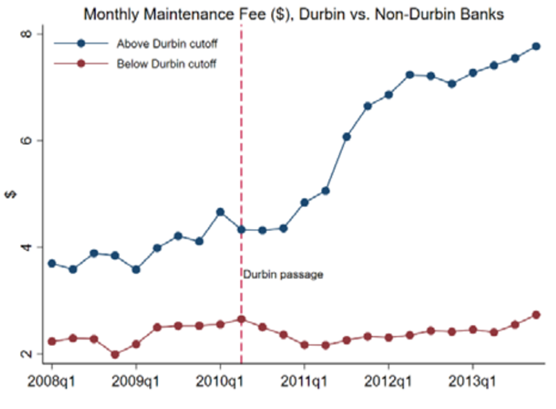 Monthly Maintenance Fee ($), Durbin vs. Non-Durbin Banks
8
Above Durbin cutoff
Below Durbin cutoff
6
$
4
Durbin passage
2
2008q1 2009q1 2010q1 2011q1 2012q1 2013q1